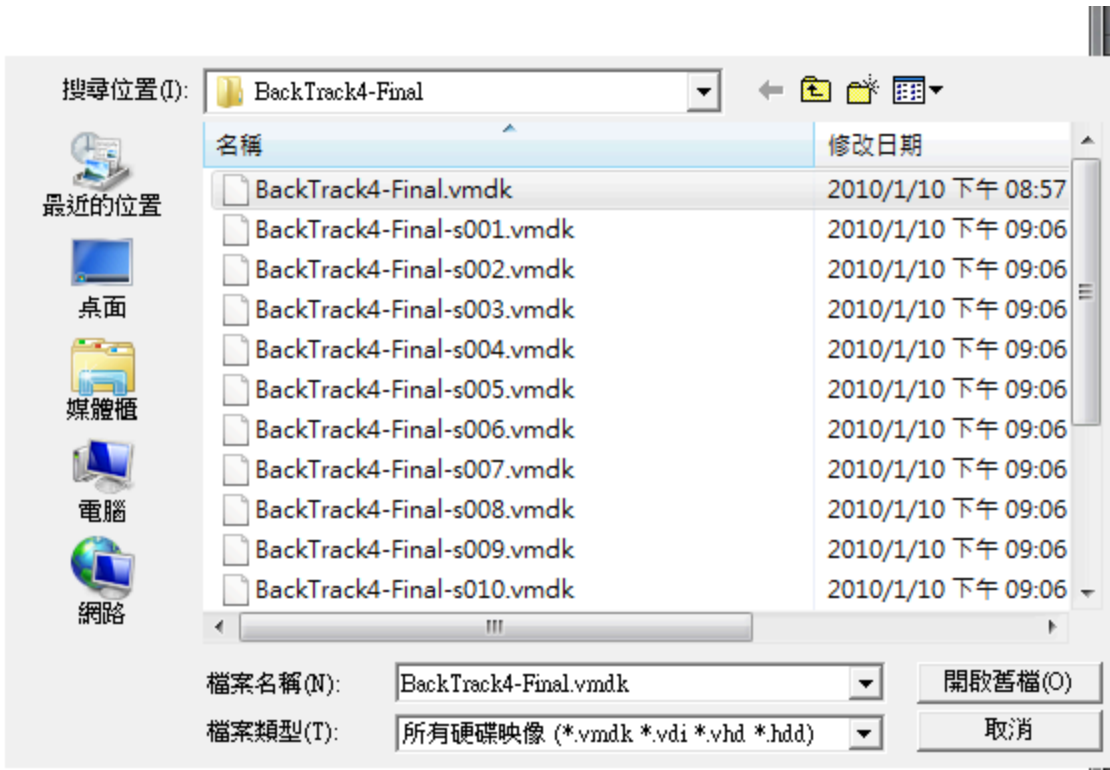 搜尋位置(I): BackTrack4-Final
名稱 修改日期
BackTrack4-Final.vmdk 2010/1/10 下午 08:57
BackTrack4-Final-s001.vmdk 2010/1/10 下午 09:06
BackTrack4-Final-s002.vmdk 2010/1/10 下午 09:06
BackTrack4-Final-s003.vmdk 2010/1/10 下午 09:06
BackTrack4-Final-s004.vmdk 2010/1/10 下午 09:06
BackTrack4-Final-s005.vmdk 2010/1/10 下午 09:06
BackTrack4-Final-s006.vmdk 2010/1/10 下午 09:06
BackTrack4-Final-s007.vmdk 2010/1/10 下午 09:06
BackTrack4-Final-s008.vmdk 2010/1/10 下午 09:06
BackTrack4-Final-s009.vmdk 2010/1/10 下午 09:06
BackTrack4-Final-s010.vmdk 2010/1/10 下午 09:06
最近的位置
桌面
媒體櫃
電腦
網路
檔案名稱(N): BackTrack4-Final.vmdk 開啟舊檔(O)
檔案類型(T): 所有硬碟映像 (*.vmdk *.vdi *.vhd *.hdd) 取消